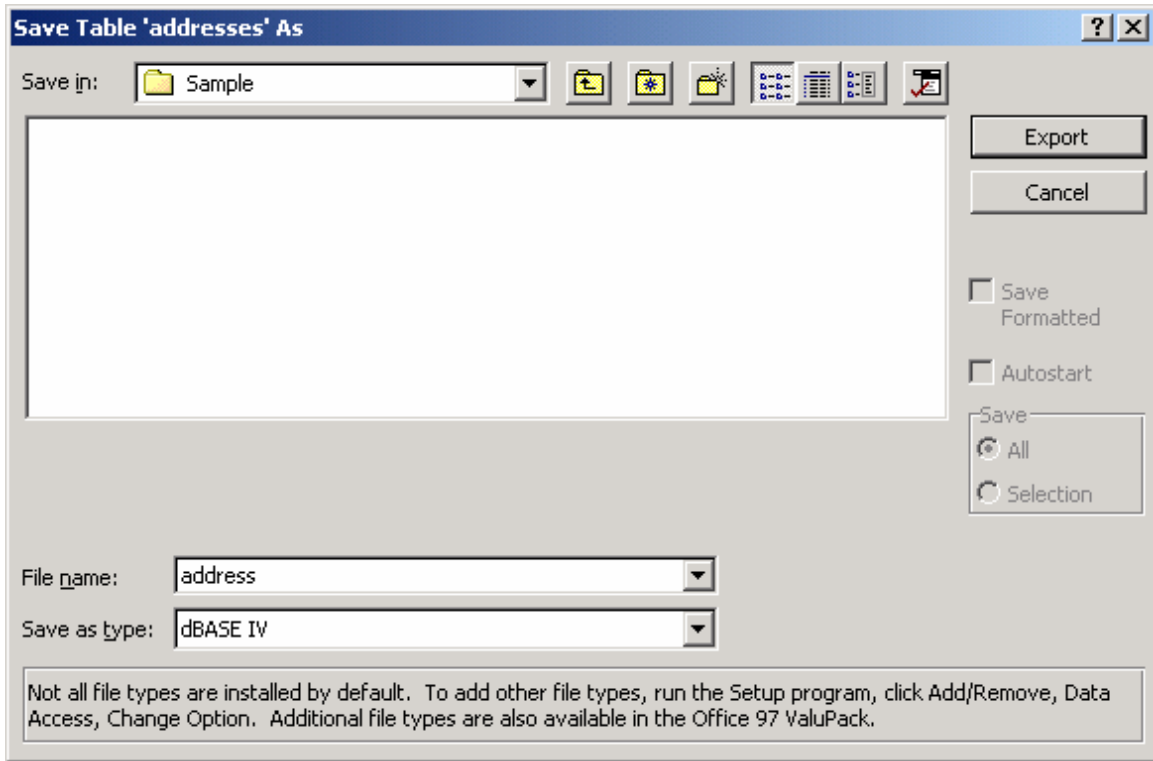 Save Table 'addresses' As
Save in: Sample
Export
Cancel
Save
Formatted
Autostart
Save
All
Selection
File name: address
Save as type: dBASE IV
Not all file types are installed by default. To add other file types, run the Setup program, click Add/Remove, Data
Access, Change Option. Additional file types are also available in the Office 97 ValuPack.